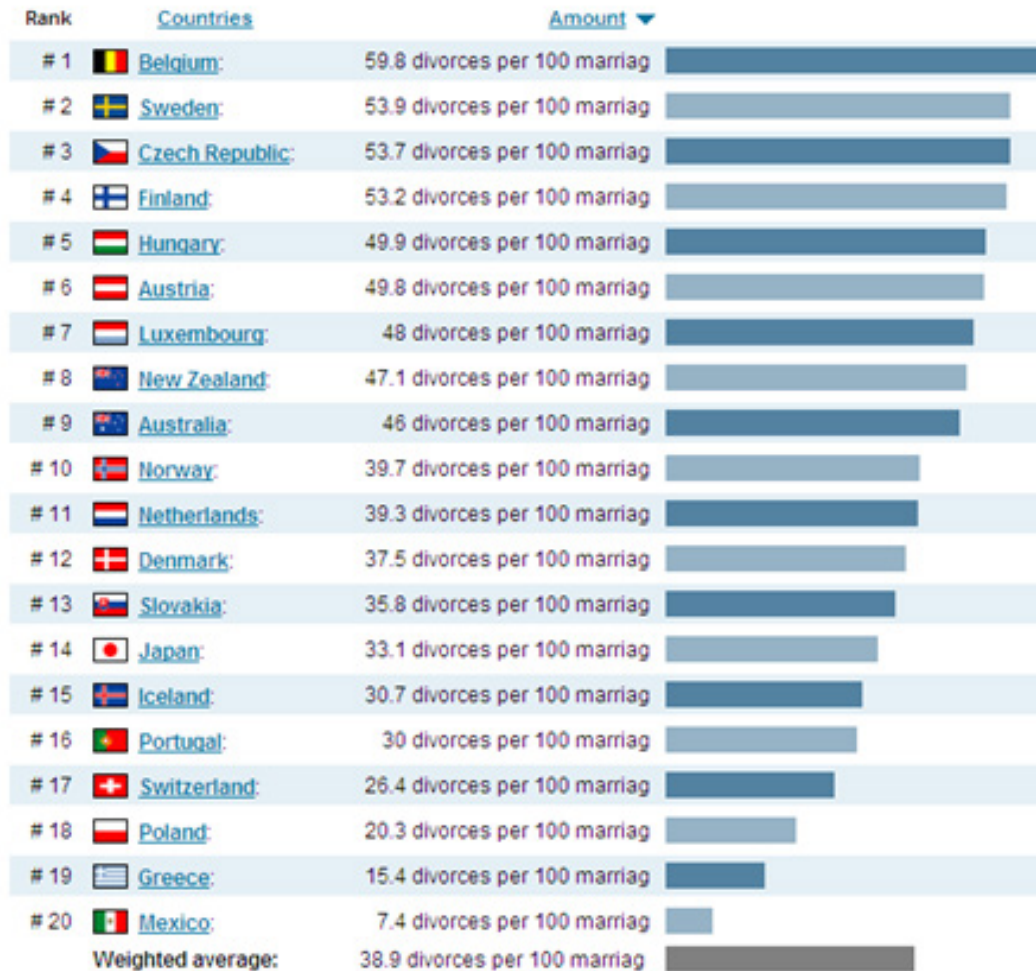 Rank Countries Amount
# 1 Belgium: 59.8 divorces per 100 marriag
# 2 Sweden: 53.9 divorces per 100 marriag
# 3 Czech Republic: 53.7 divorces per 100 marriag
# 4 Finland: 53.2 divorces per 100 marriag
# 5 Hungary: 49.9 divorces per 100 marriag
# 6 Austria: 49.8 divorces per 100 marriag
# 7 Luxembourg: 48 divorces per 100 marriag
# 8 New Zealand: 47.1 divorces per 100 marriag
# 9 Australia: 46 divorces per 100 marriag
# 10 Norway: 39.7 divorces per 100 marriag
# 11 Netherlands: 39.3 divorces per 100 marriag
# 12 Denmark: 37.5 divorces per 100 marriag
# 13 Slovakia: 35.8 divorces per 100 marriag
# 14 Japan: 33.1 divorces per 100 marriag
# 15 Iceland: 30.7 divorces per 100 marriag
# 16 Portugal: 30 divorces per 100 marriag
# 17 Switzerland: 26.4 divorces per 100 marriag
# 18 Poland: 20.3 divorces per 100 marriag
# 19 Greece: 15.4 divorces per 100 marriag
# 20 Mexico: 7.4 divorces per 100 marriag
Weighted average: 38.9 divorces per 100 marriag